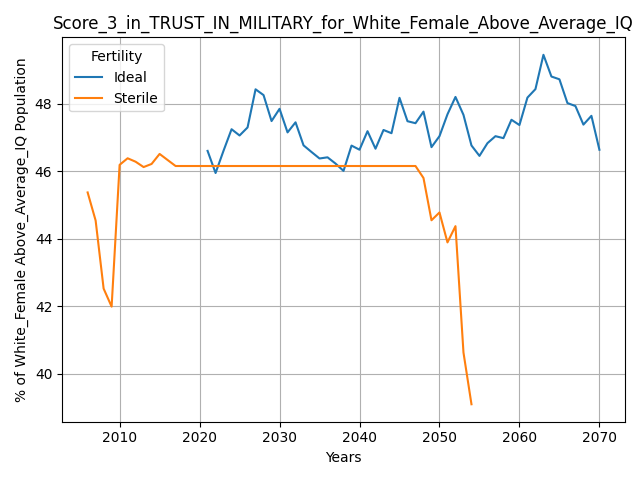 Score_3_in_TRUST_IN_MILITARY_for_White_Female_Above_Average_IQ
Fertility
Ideal
Sterile
% of White_Female Above_Average_IQ Population
48
46
44
42
40
2010 2020 2030 2040 2050 2060 2070
Years